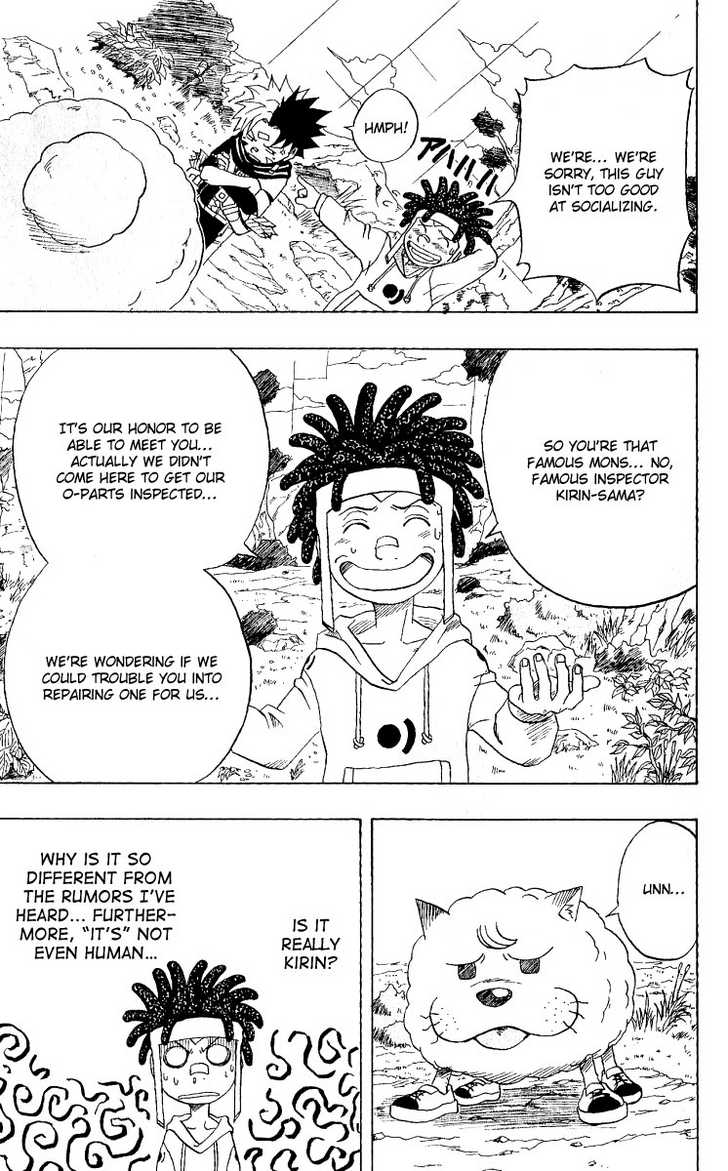 WE'RE... WE'RE
SORRY, THIS GUY
ISN'T TOO GOOD
AT SOCIALIZING.
HMPH!
アハハハハ
SO YOU'RE THAT
FAMOUS MONS... NO,
FAMOUS INSPECTOR
KIRIN-SAMA?
IT'S OUR HONOR TO BE
ABLE TO MEET YOU...
ACTUALLY WE DIDN'T
COME HERE TO GET OUR
O-PARTS INSPECTED...
WE'RE WONDERING IF WE
COULD TROUBLE YOU INTO
REPAIRING ONE FOR US...
UNN...
IS IT
REALLY
KIRIN?
WHY IS IT SO
DIFFERENT FROM
THE RUMORS I'VE
HEARD... FURTHER-
MORE, "IT'S" NOT
EVEN HUMAN...